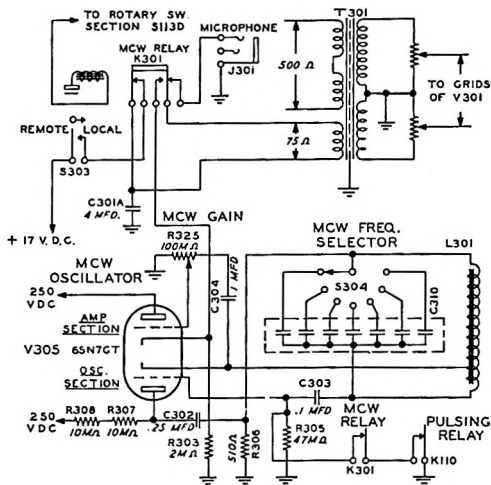 TO ROTARY SW.
SECTION S113D
MCW RELAY
K301
MICROPHONE
J301
T301
500 Ω
75 Ω
TO GRIDS
OF V301
REMOTE
LOCAL
S303
C301A
4 MFD.
+ 17 V. D.C.
MCW GAIN
R325
100MΩ
C304
.1 MFD
MCW FREQ.
SELECTOR
S304
C310
L301
MCW
OSCILLATOR
250
VDC
AMP
SECTION
V305 6SN7GT
OSC.
SECTION
250
VDC
R308
10MΩ
R307
10MΩ
C302
.25 MFD
R303
2MΩ
510Ω
R306
C303
.1 MFD
R305
47MΩ
MCW
RELAY
K301
PULSING
RELAY
K110